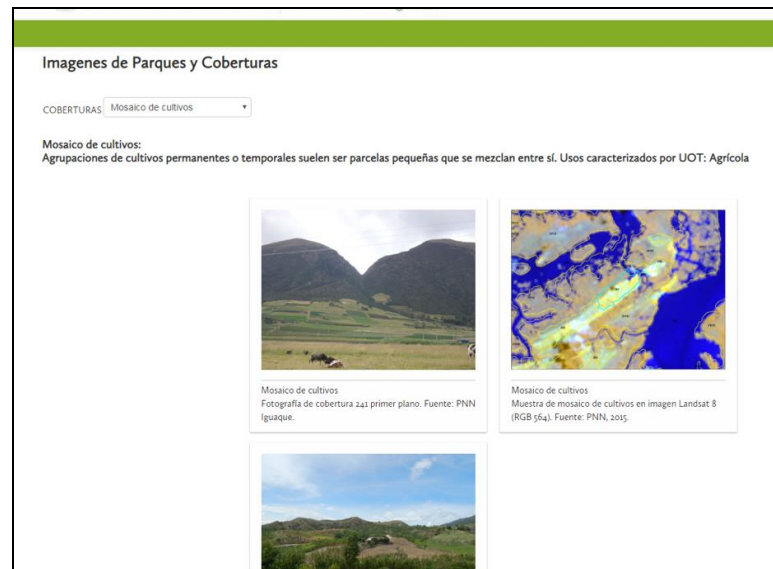 Imagenes de Parques y Coberturas
COBERTURAS Mosaico de cultivos
Mosaico de cultivos:
Agrupaciones de cultivos permanentes o temporales suelen ser parcelas pequeñas que se mezclan entre sí. Usos caracterizados por UOT: Agrícola
Mosaico de cultivos
Fotografía de cobertura 241 primer plano. Fuente: PNN
Iguaque.
Mosaico de cultivos
Muestra de mosaico de cultivos en imagen Landsat 8
(RGB 564). Fuente: PNN, 2015.